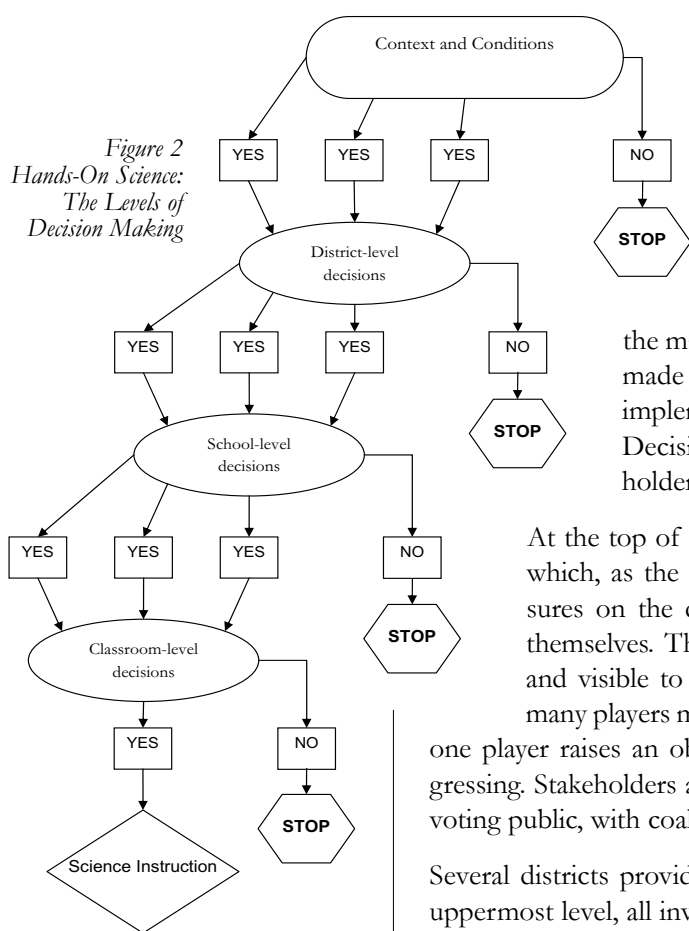 Context and Conditions
YES YES YES NO
Figure 2
Hands-On Science:
The Levels of
Decision Making
STOP
District-level
decisions
YES YES YES NO
STOP
School-level
decisions
YES YES YES NO
STOP
Classroom-level
decisions
YES NO
STOP
Science Instruction
the m
made
impler
Decisi
holder
At the top of
which, as the
sures on the
themselves. Th
and visible to
many players m
one player raises an ob
gressing. Stakeholders a
voting public, with coal
Several districts provid
uppermost level, all inv